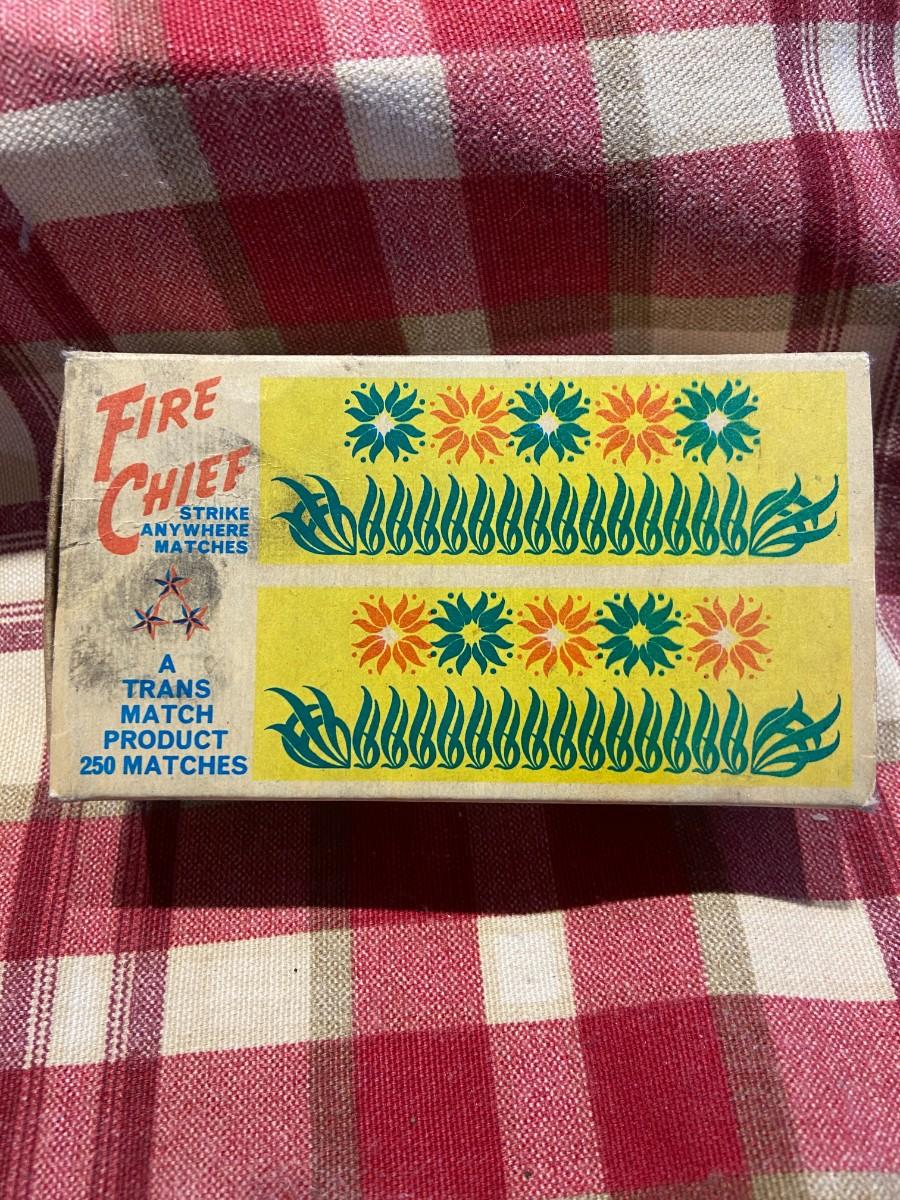 FIRE
CHIEF
STRIKE
ANYWHERE
MATCHES
A
TRANS
MATCH
PRODUCT
250 MATCHES